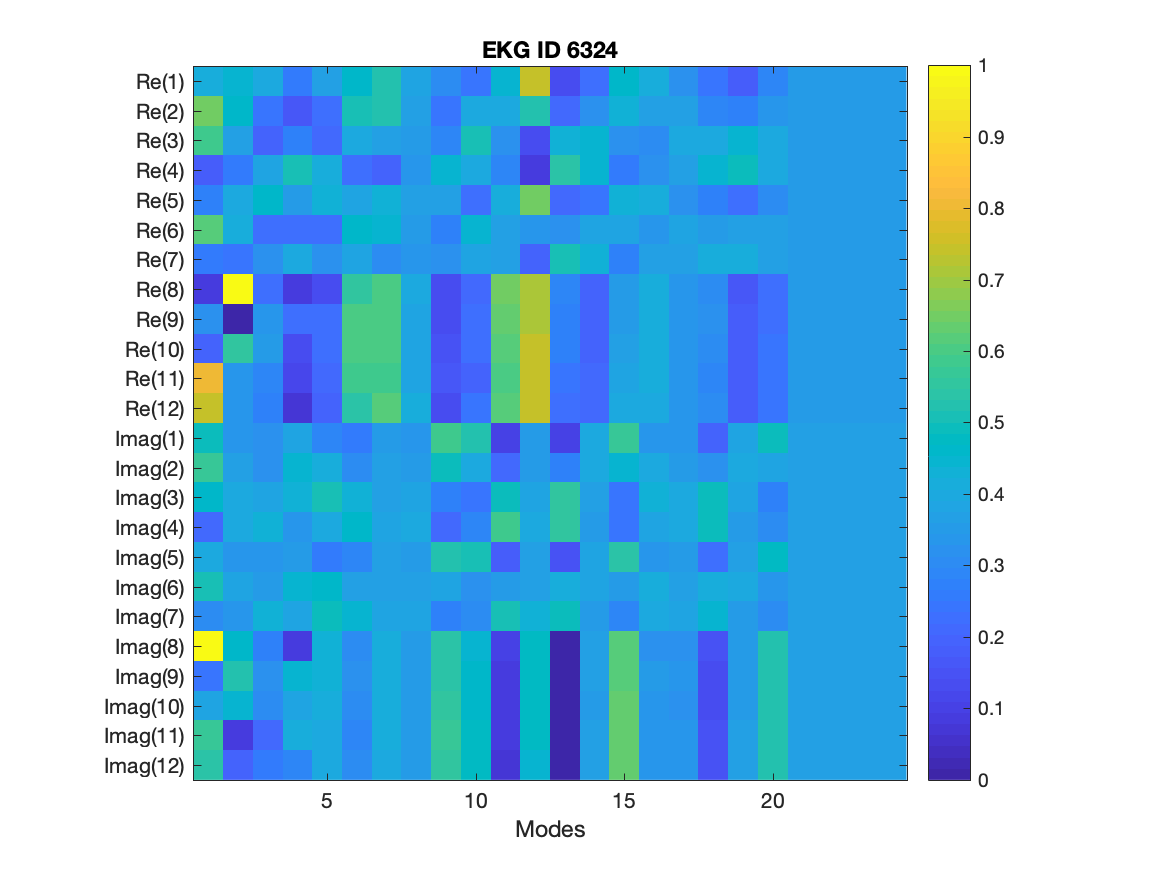 EKG ID 6324
Re(1)
Re(2)
Re(3)
Re(4)
Re(5)
Re(6)
Re(7)
Re(8)
Re(9)
Re(10)
Re(11)
Re(12)
Imag(1)
Imag(2)
Imag(3)
Imag(4)
Imag(5)
Imag(6)
Imag(7)
Imag(8)
Imag(9)
Imag(10)
Imag(11)
Imag(12)
5 10 15 20
Modes
1
0.9
0.8
0.7
0.6
0.5
0.4
0.3
0.2
0.1
0